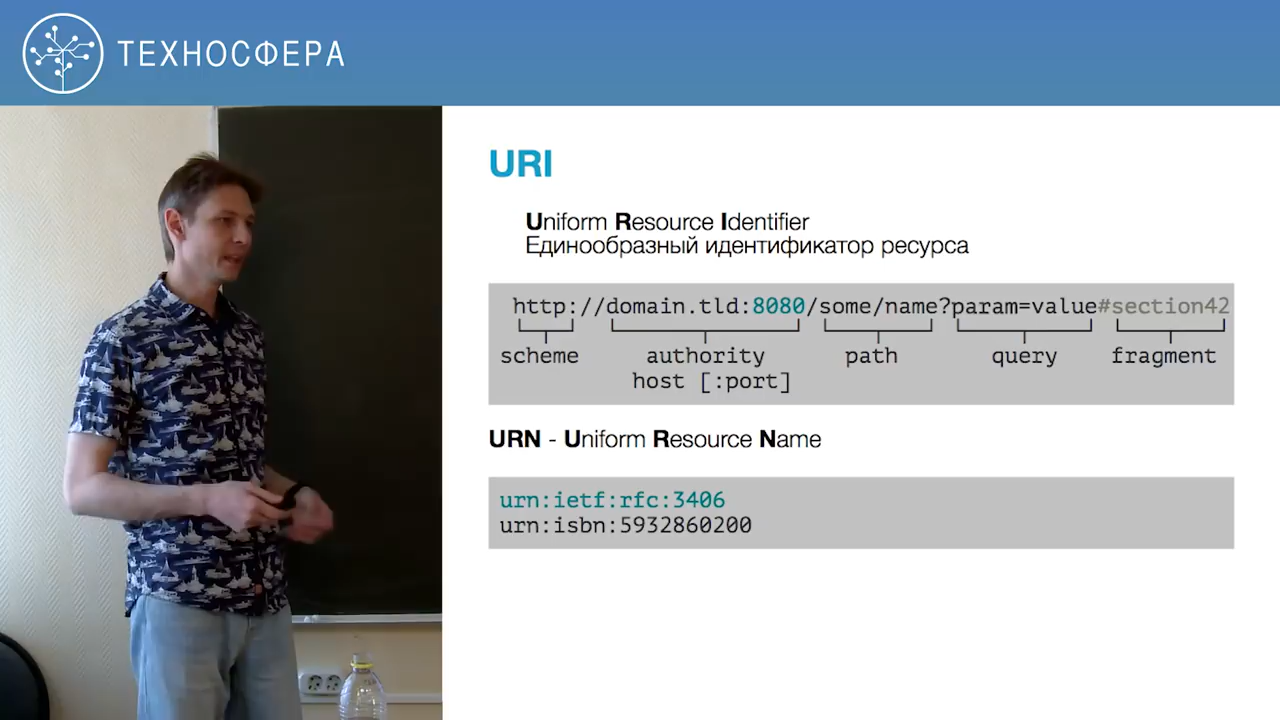 ТЕХНОСФЕРА
URI
Uniform Resource Identifier
Единообразный идентификатор ресурса
http://domain.tld:8080/some/name?param=value#section42
scheme authority path query fragment
host [:port]
URN - Uniform Resource Name
urn:ietf:rfc:3406
urn:isbn:5932860200